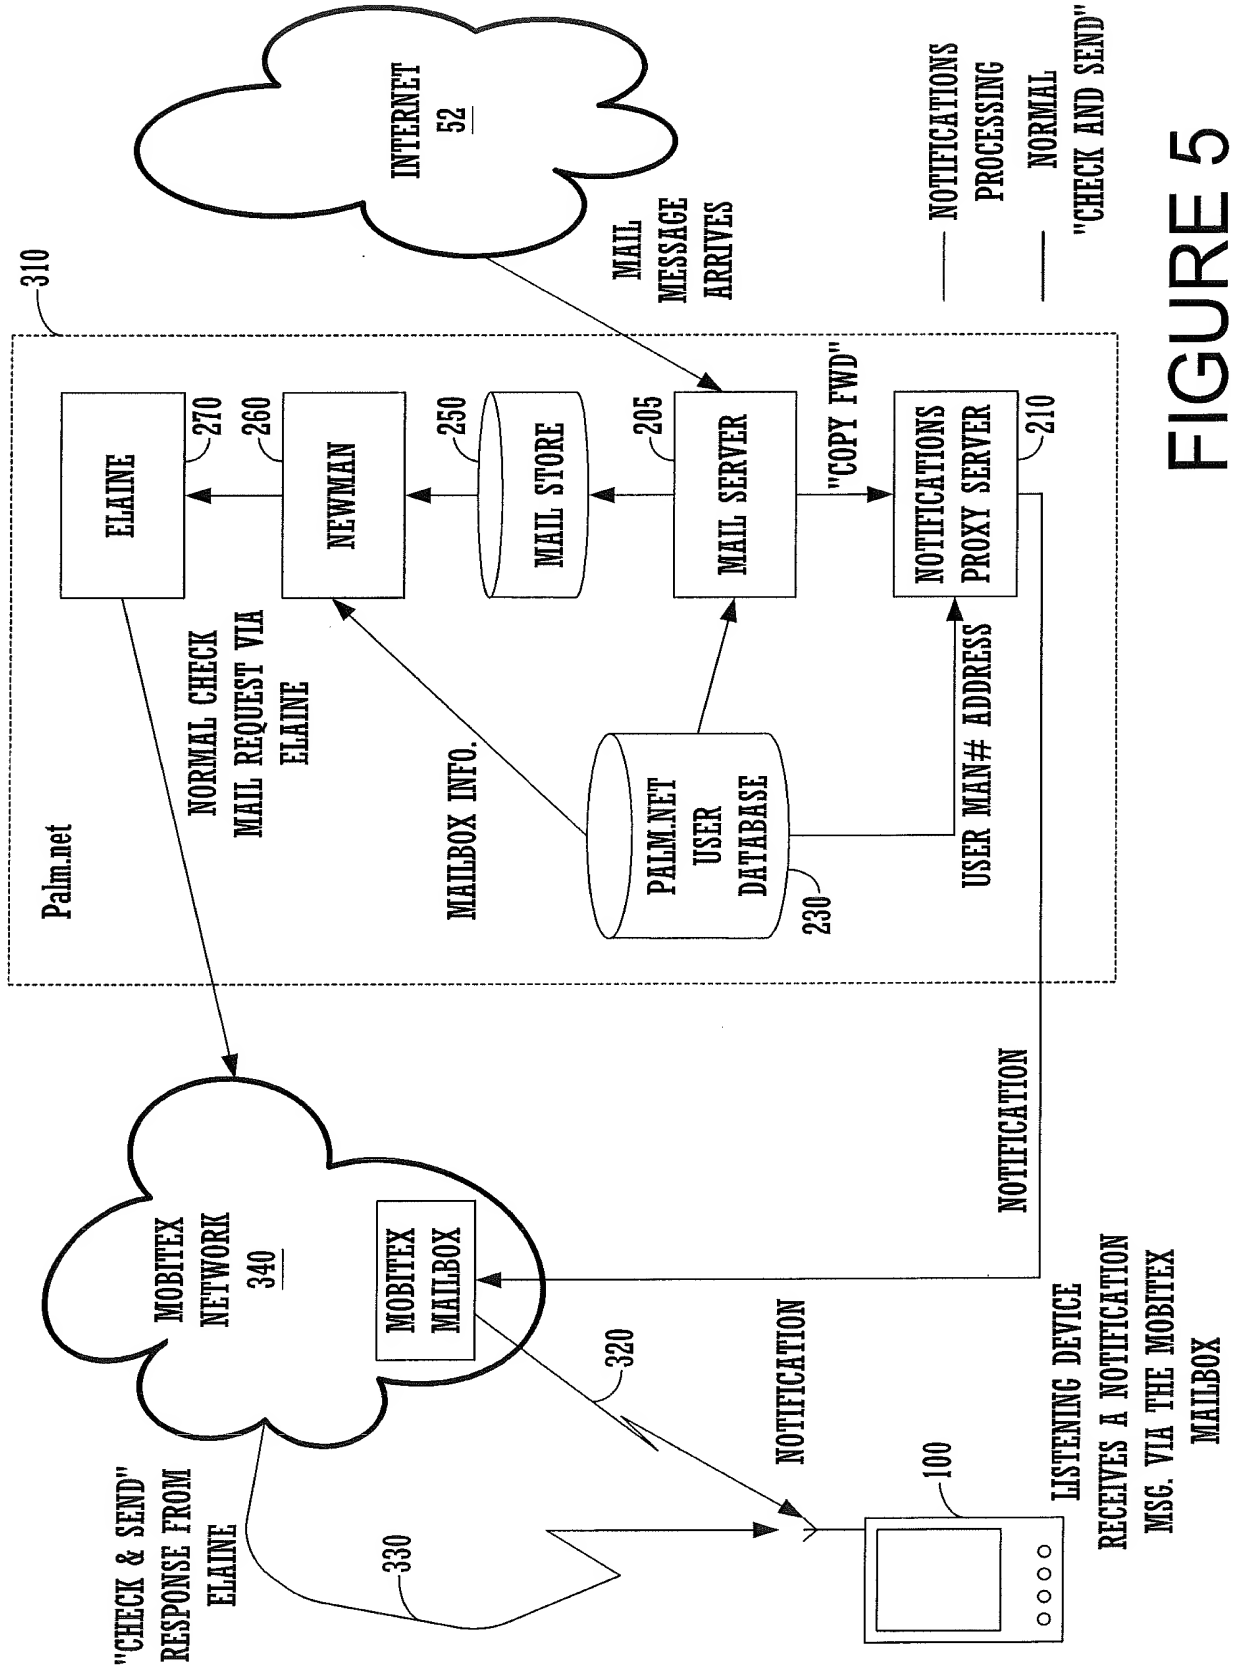 "CHECK & SEND"
RESPONSE FROM
ELAINE
330
MOBITEX
NETWORK
340
MOBITEX
MAILBOX
320
NOTIFICATION
100
LISTENING DEVICE
RECEIVES A NOTIFICATION
MSG. VIA THE MOBITEX
MAILBOX
NOTIFICATION
Palm.net
310
NORMAL CHECK
MAIL REQUEST VIA
ELAINE
MAILBOX INFO.
PALM.NET
USER
DATABASE
230
USER MAN# ADDRESS
ELAINE
270
NEWMAN
260
MAIL STORE
250
MAIL SERVER
205
"COPY FWD"
NOTIFICATIONS
PROXY SERVER
210
INTERNET
52
MAIL
MESSAGE
ARRIVES
NOTIFICATIONS
PROCESSING
NORMAL
"CHECK AND SEND"
FIGURE 5